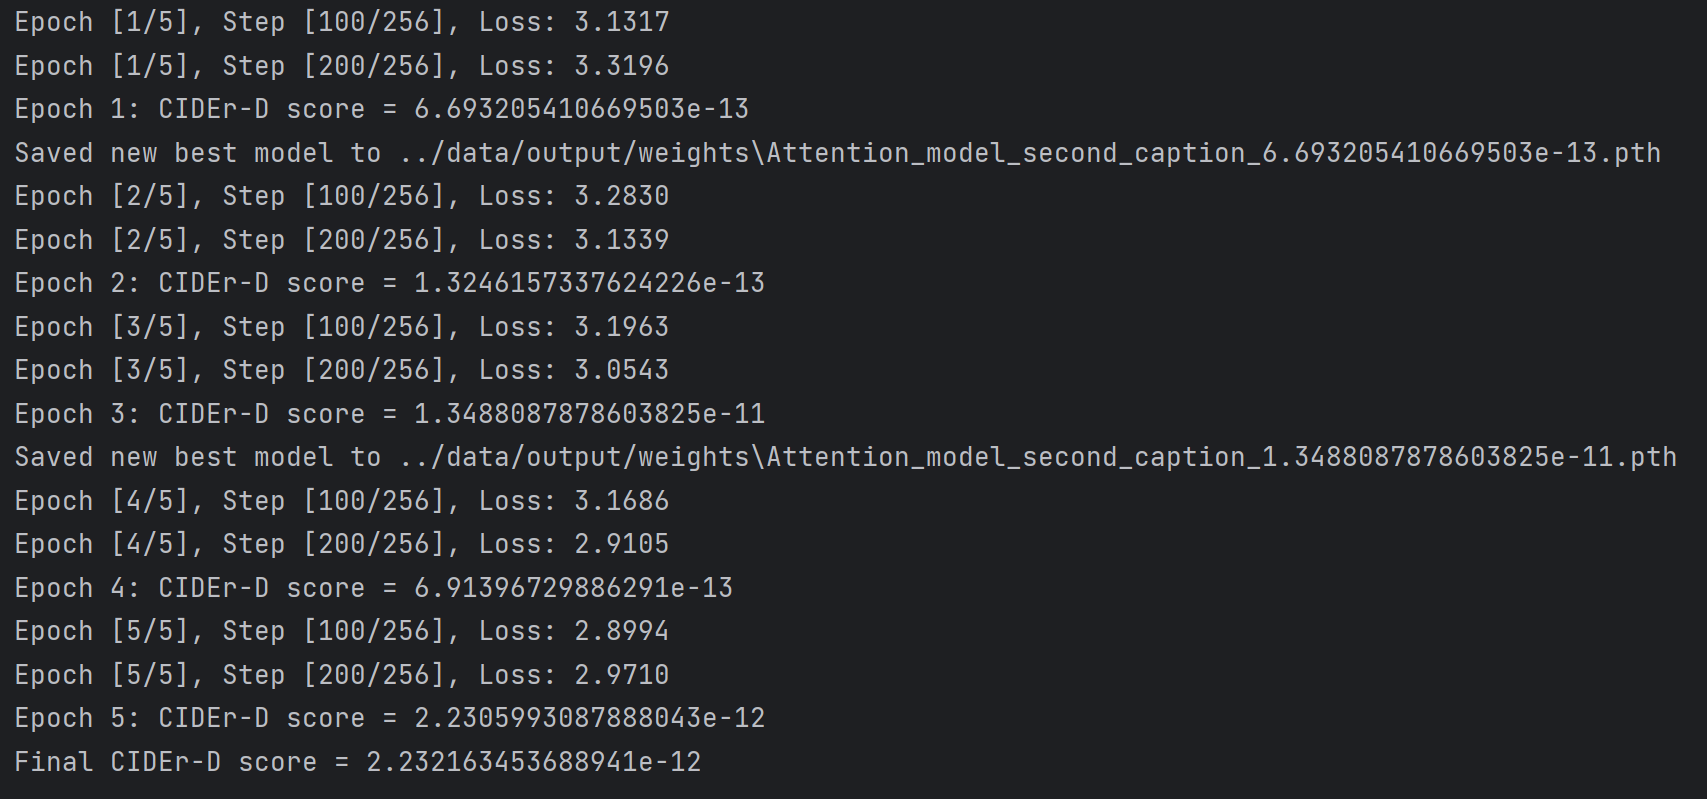 Epoch [1/5], Step [100/256], Loss: 3.1317
Epoch [1/5], Step [200/256], Loss: 3.3196
Epoch 1: CIDEr-D score = 6.693205410669503e-13
Saved new best model to ../data/output/weights\Attention_model_second_caption_6.693205410669503e-13.pth
Epoch [2/5], Step [100/256], Loss: 3.2830
Epoch [2/5], Step [200/256], Loss: 3.1339
Epoch 2: CIDEr-D score = 1.3246157337624226e-13
Epoch [3/5], Step [100/256], Loss: 3.1963
Epoch [3/5], Step [200/256], Loss: 3.0543
Epoch 3: CIDEr-D score = 1.3488087878603825e-11
Saved new best model to ../data/output/weights\Attention_model_second_caption_1.3488087878603825e-11.pth
Epoch [4/5], Step [100/256], Loss: 3.1686
Epoch [4/5], Step [200/256], Loss: 2.9105
Epoch 4: CIDEr-D score = 6.91396729886291e-13
Epoch [5/5], Step [100/256], Loss: 2.8994
Epoch [5/5], Step [200/256], Loss: 2.9710
Epoch 5: CIDEr-D score = 2.2305993087888043e-12
Final CIDEr-D score = 2.232163453688941e-12